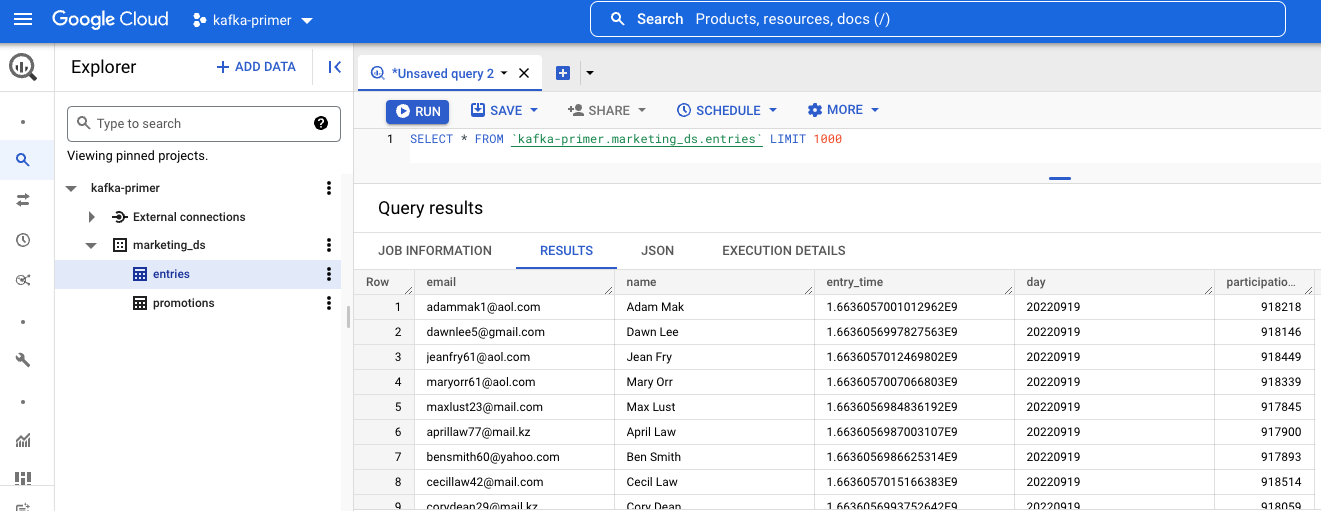 Google Cloud kafka-primer Search Products, resources, docs (/)
Explorer + ADD DATA
Type to search
Viewing pinned projects.
kafka-primer
External connections
marketing_ds
entries
promotions
*Unsaved query 2
RUN SAVE SHARE SCHEDULE MORE
1 SELECT * FROM `kafka-primer.marketing_ds.entries` LIMIT 1000
Query results
JOB INFORMATION RESULTS JSON EXECUTION DETAILS
Row email name entry_time day participatio...
1 adammak1@aol.com Adam Mak 1.6636057001012962E9 20220919 918218
2 dawnlee5@gmail.com Dawn Lee 1.6636056997827563E9 20220919 918146
3 jeanfry61@aol.com Jean Fry 1.6636057012469802E9 20220919 918449
4 maryorr61@aol.com Mary Orr 1.6636057007066803E9 20220919 918339
5 maxlust23@mail.com Max Lust 1.6636056984836192E9 20220919 917845
6 aprillaw77@mail.kz April Law 1.6636056987003107E9 20220919 917900
7 bensmith60@yahoo.com Ben Smith 1.6636056986625314E9 20220919 917893
8 cecillaw42@mail.com Cecil Law 1.6636057015166383E9 20220919 918514
9 corydean29@mail.kz Cory Dean 1.6636056993752642E9 20220919 918059